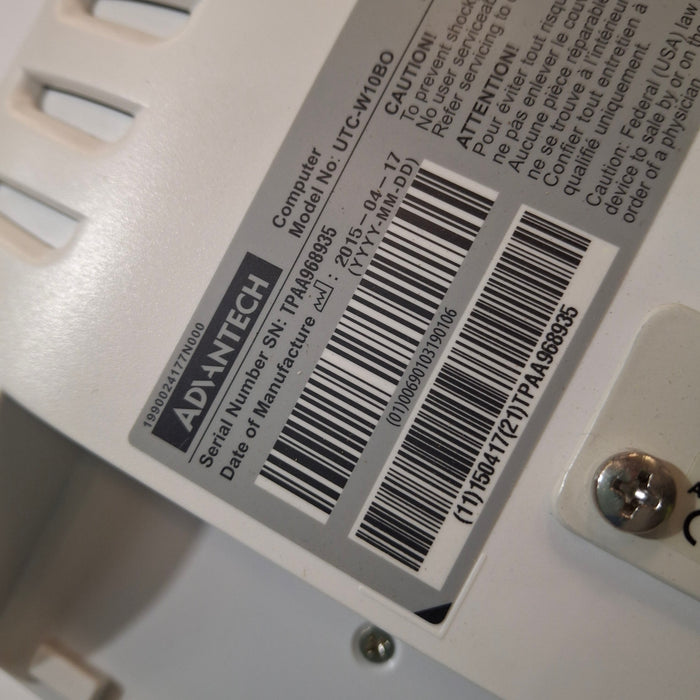 1990024177N000
ADVANTECH
Computer
Model No: UTC-W10BO
Serial Number SN: TPAA968935
Date of Manufacture : 2015-04-17
(YYYY-MM-DD)
(01)00690103190106
(11)150417(21)TPAA968935
CAUTION!
To prevent shock
No user serviceab
Refer servicing to
ATTENTION!
Pour éviter tout risqu
ne pas enlever le couv
Aucune pièce réparable
ne se trouve à l'intérieur
Confier tout entretien à
qualifié uniquement.
Caution: Federal (USA) law
device to sale by or on the
order of a physician